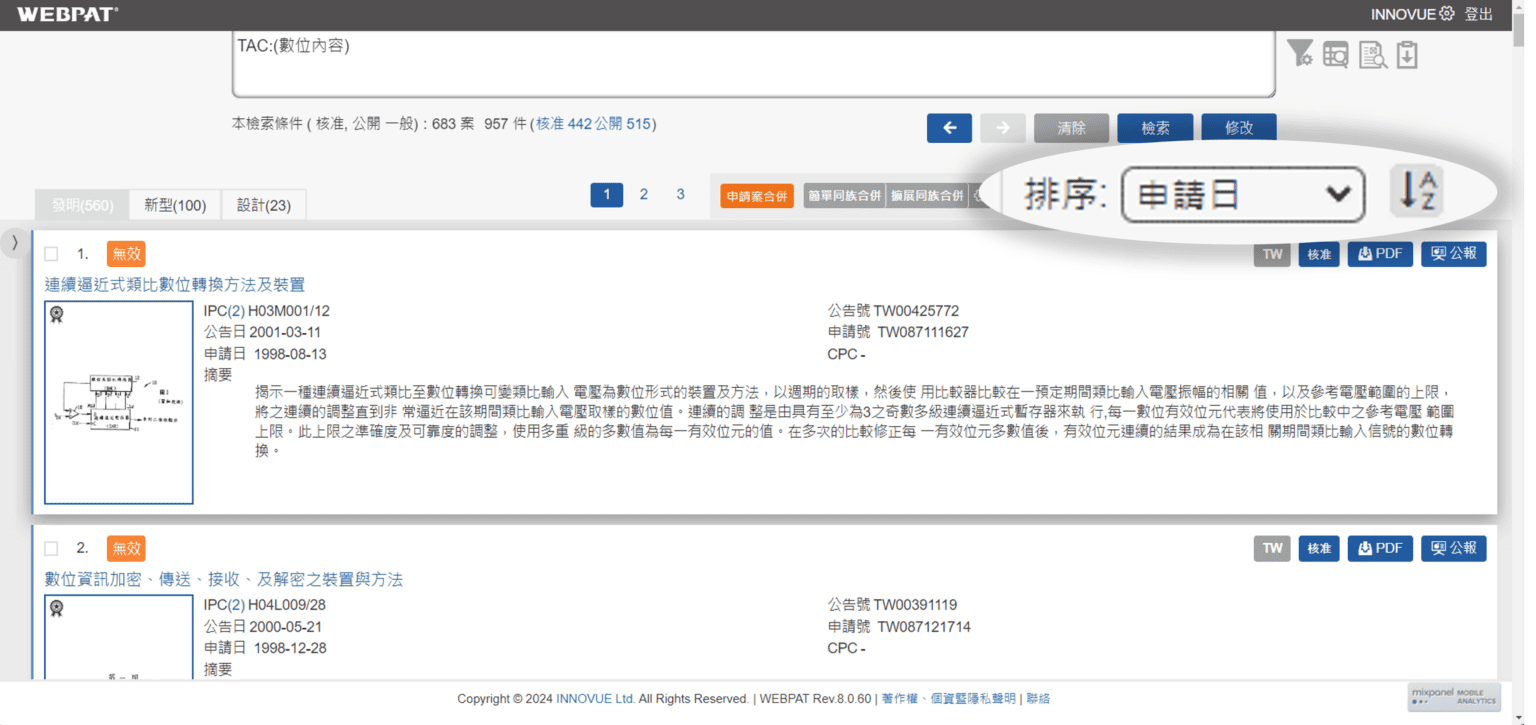 WEBPAT®
INNOVUE 登出
TAC:(數位內容)
本檢索條件 ( 核准, 公開 一般) : 683 案 957 件 (核准 442 公開 515)
清除 檢索 修改
發明(560) 新型(100) 設計(23)
1 2 3
申請案合併 簡單同族合併 擴展同族合併
排序: 申請日 A Z
1. 無效
TW 核准 PDF 公報
連續逼近式類比數位轉換方法及裝置
IPC(2) H03M001/12
公告日 2001-03-11
申請日 1998-08-13
公告號 TW00425772
申請號 TW087111627
CPC -
摘要
揭示一種連續逼近式類比至數位轉換可變類比輸入 電壓為數位形式的裝置及方法，以週期的取樣，然後使 用比較器比較在一預定期間類比輸入電壓振幅的相關 值，以及參考電壓範圍的上限，
將之連續的調整直到非 常逼近在該期間類比輸入電壓取樣的數位值。連續的調 整是由具有至少為3之奇數多級連續逼近式暫存器來執 行,每一數位有效位元代表將使用於比較中之參考電壓 範圍
上限。此上限之準確度及可靠度的調整，使用多重 級的多數值為每一有效位元的值。在多次的比較修正每 一有效位元多數值後，有效位元連續的結果成為在該相 關期間類比輸入信號的數位轉
換。
2. 無效
TW 核准 PDF 公報
數位資訊加密、傳送、接收、及解密之裝置與方法
IPC(2) H04L009/28
公告日 2000-05-21
申請日 1998-12-28
公告號 TW00391119
申請號 TW087121714
CPC -
摘要
Copyright © 2024 INNOVUE Ltd. All Rights Reserved. | WEBPAT Rev.8.0.60 | 著作權、個資暨隱私聲明 | 聯絡
mixpanel MOBILE
ANALYTICS